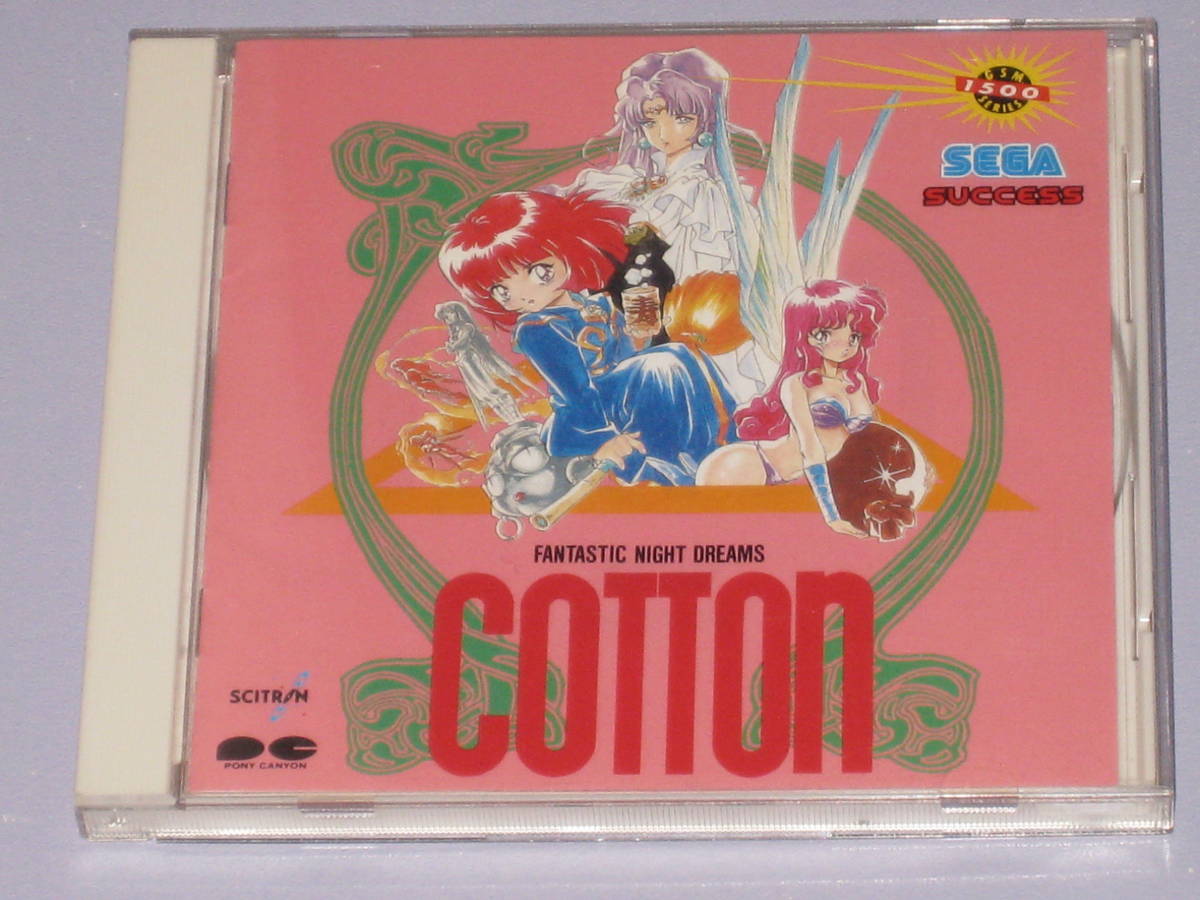 GSM
1500
SERIES
SEGA
SUCCESS
FANTASTIC NIGHT DREAMS
COTTON
SCITRON
PONY CANYON